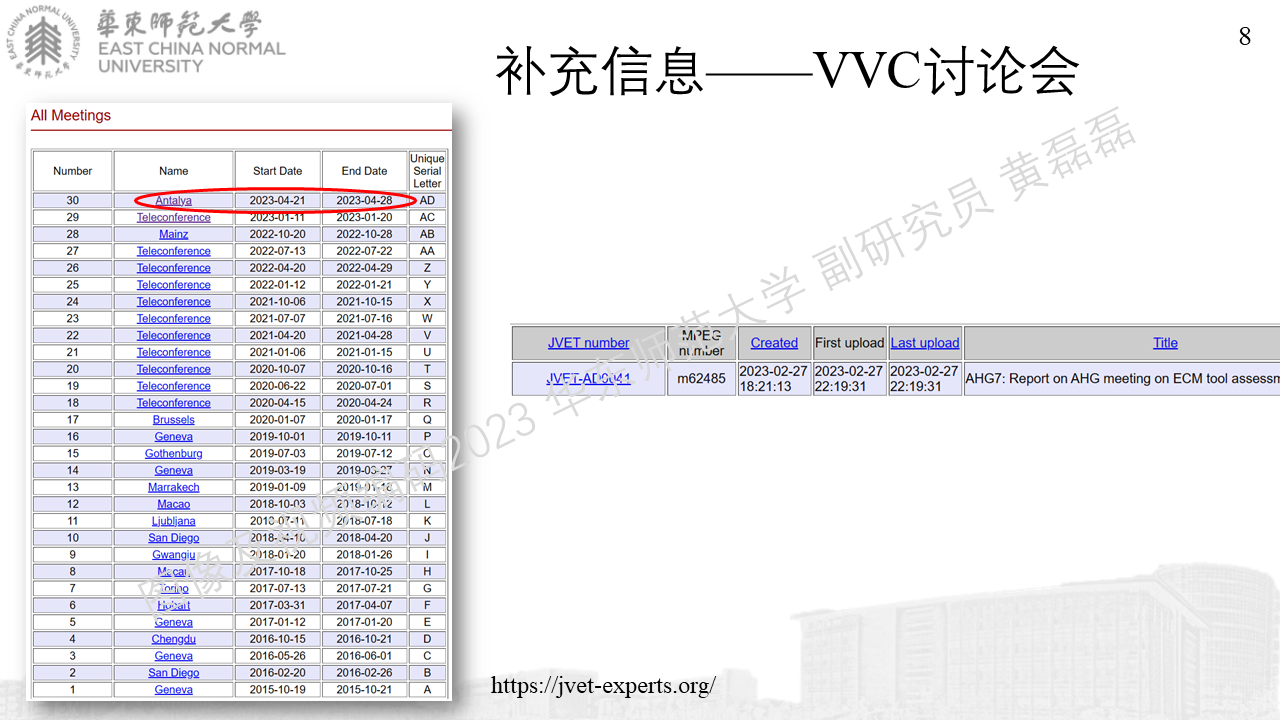 華東師范大學
EAST CHINA NORMAL
UNIVERSITY
EAST CHINA NORMAL UNIVERSITY
8
补充信息——VVC讨论会
All Meetings
Number Name Start Date End Date Unique Serial Letter
30 Antalya 2023-04-21 2023-04-28 AD
29 Teleconference 2023-01-11 2023-01-20 AC
28 Mainz 2022-10-20 2022-10-28 AB
27 Teleconference 2022-07-13 2022-07-22 AA
26 Teleconference 2022-04-20 2022-04-29 Z
25 Teleconference 2022-01-12 2022-01-21 Y
24 Teleconference 2021-10-06 2021-10-15 X
23 Teleconference 2021-07-07 2021-07-16 W
22 Teleconference 2021-04-20 2021-04-28 V
21 Teleconference 2021-01-06 2021-01-15 U
20 Teleconference 2020-10-07 2020-10-16 T
19 Teleconference 2020-06-22 2020-07-01 S
18 Teleconference 2020-04-15 2020-04-24 R
17 Brussels 2020-01-07 2020-01-17 Q
16 Geneva 2019-10-01 2019-10-11 P
15 Gothenburg 2019-07-03 2019-07-12 O
14 Geneva 2019-03-19 2019-03-27 N
13 Marrakech 2019-01-09 2019-01-18 M
12 Macao 2018-10-03 2018-10-12 L
11 Ljubljana 2018-07-11 2018-07-18 K
10 San Diego 2018-04-10 2018-04-20 J
9 Gwangju 2018-01-20 2018-01-26 I
8 Macau 2017-10-18 2017-10-25 H
7 Torino 2017-07-13 2017-07-21 G
6 Hobart 2017-03-31 2017-04-07 F
5 Geneva 2017-01-12 2017-01-20 E
4 Chengdu 2016-10-15 2016-10-21 D
3 Geneva 2016-05-26 2016-06-01 C
2 San Diego 2016-02-20 2016-02-26 B
1 Geneva 2015-10-19 2015-10-21 A
JVET number MPEG number Created First upload Last upload Title
JVET-AD0041 m62485 2023-02-27 18:21:13 2023-02-27 22:19:31 2023-02-27 22:19:31 AHG7: Report on AHG meeting on ECM tool assessm
https://jvet-experts.org/
图像及视频编码2023 华东师范大学 副研究员 黄磊磊